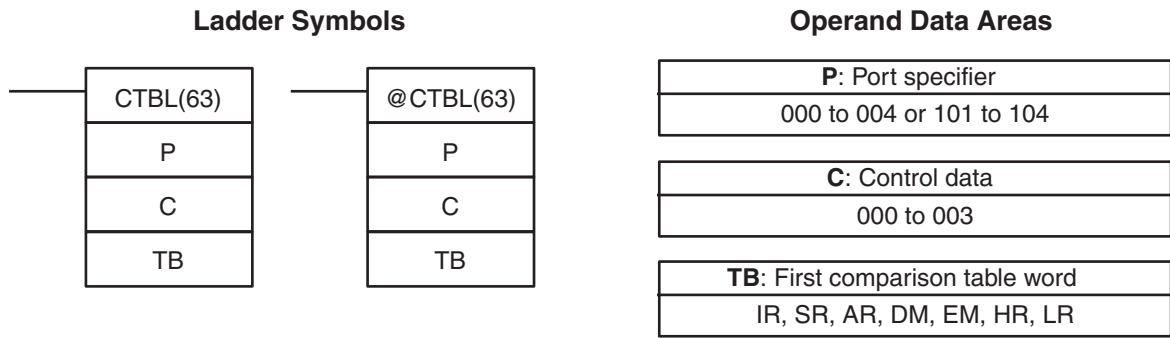 Ladder Symbols
CTBL(63)
P
C
TB
@CTBL(63)
P
C
TB
Operand Data Areas
P: Port specifier
000 to 004 or 101 to 104
C: Control data
000 to 003
TB: First comparison table word
IR, SR, AR, DM, EM, HR, LR